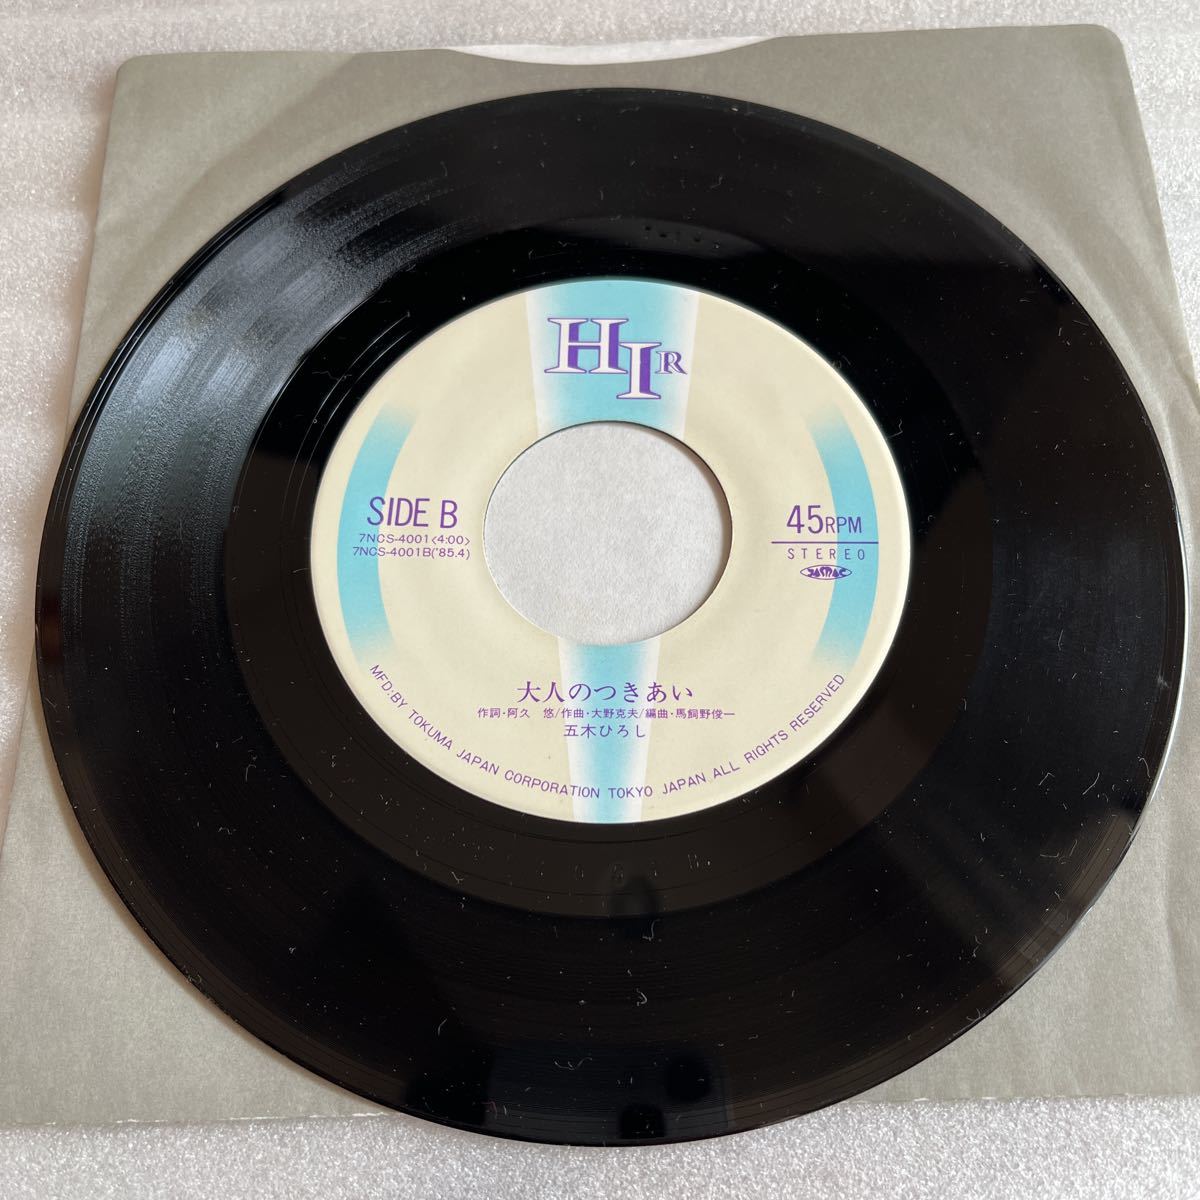 HIR
SIDE B
7NCS-4001<4:00>
7NCS-4001B('85.4)
45RPM
STEREO
JASRAC
大人のつきあい
作詞・阿久 悠/作曲・大野克夫/編曲・馬飼野俊一
五木ひろし
MFD.BY TOKUMA JAPAN CORPORATION TOKYO JAPAN ALL RIGHTS RESERVED